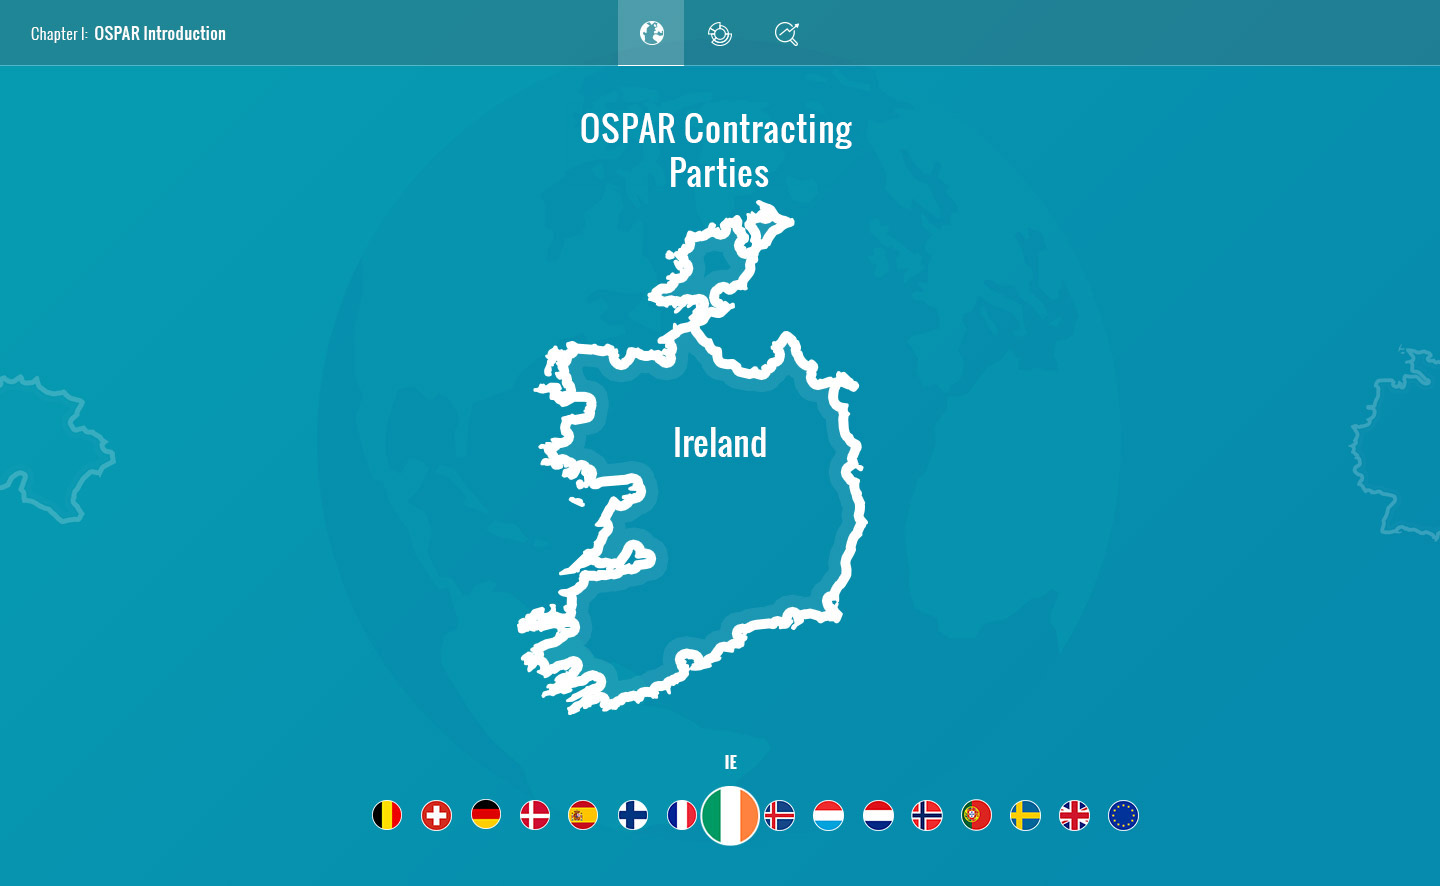 Chapter I: OSPAR Introduction
OSPAR Contracting
Parties
Ireland
IE